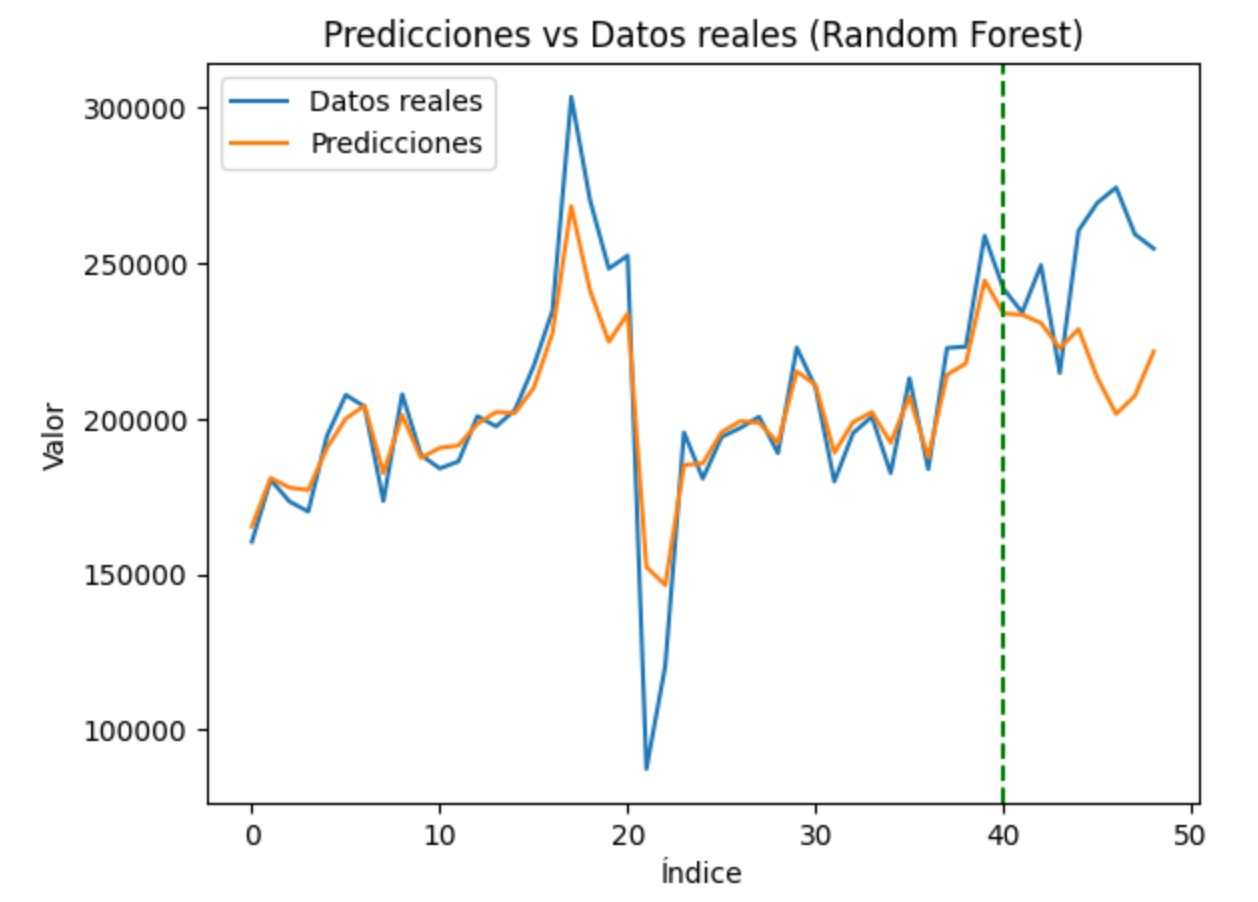 Predicciones vs Datos reales (Random Forest)
Datos reales
Predicciones
300000
250000
200000
150000
100000
Valor
0 10 20 30 40 50
Índice